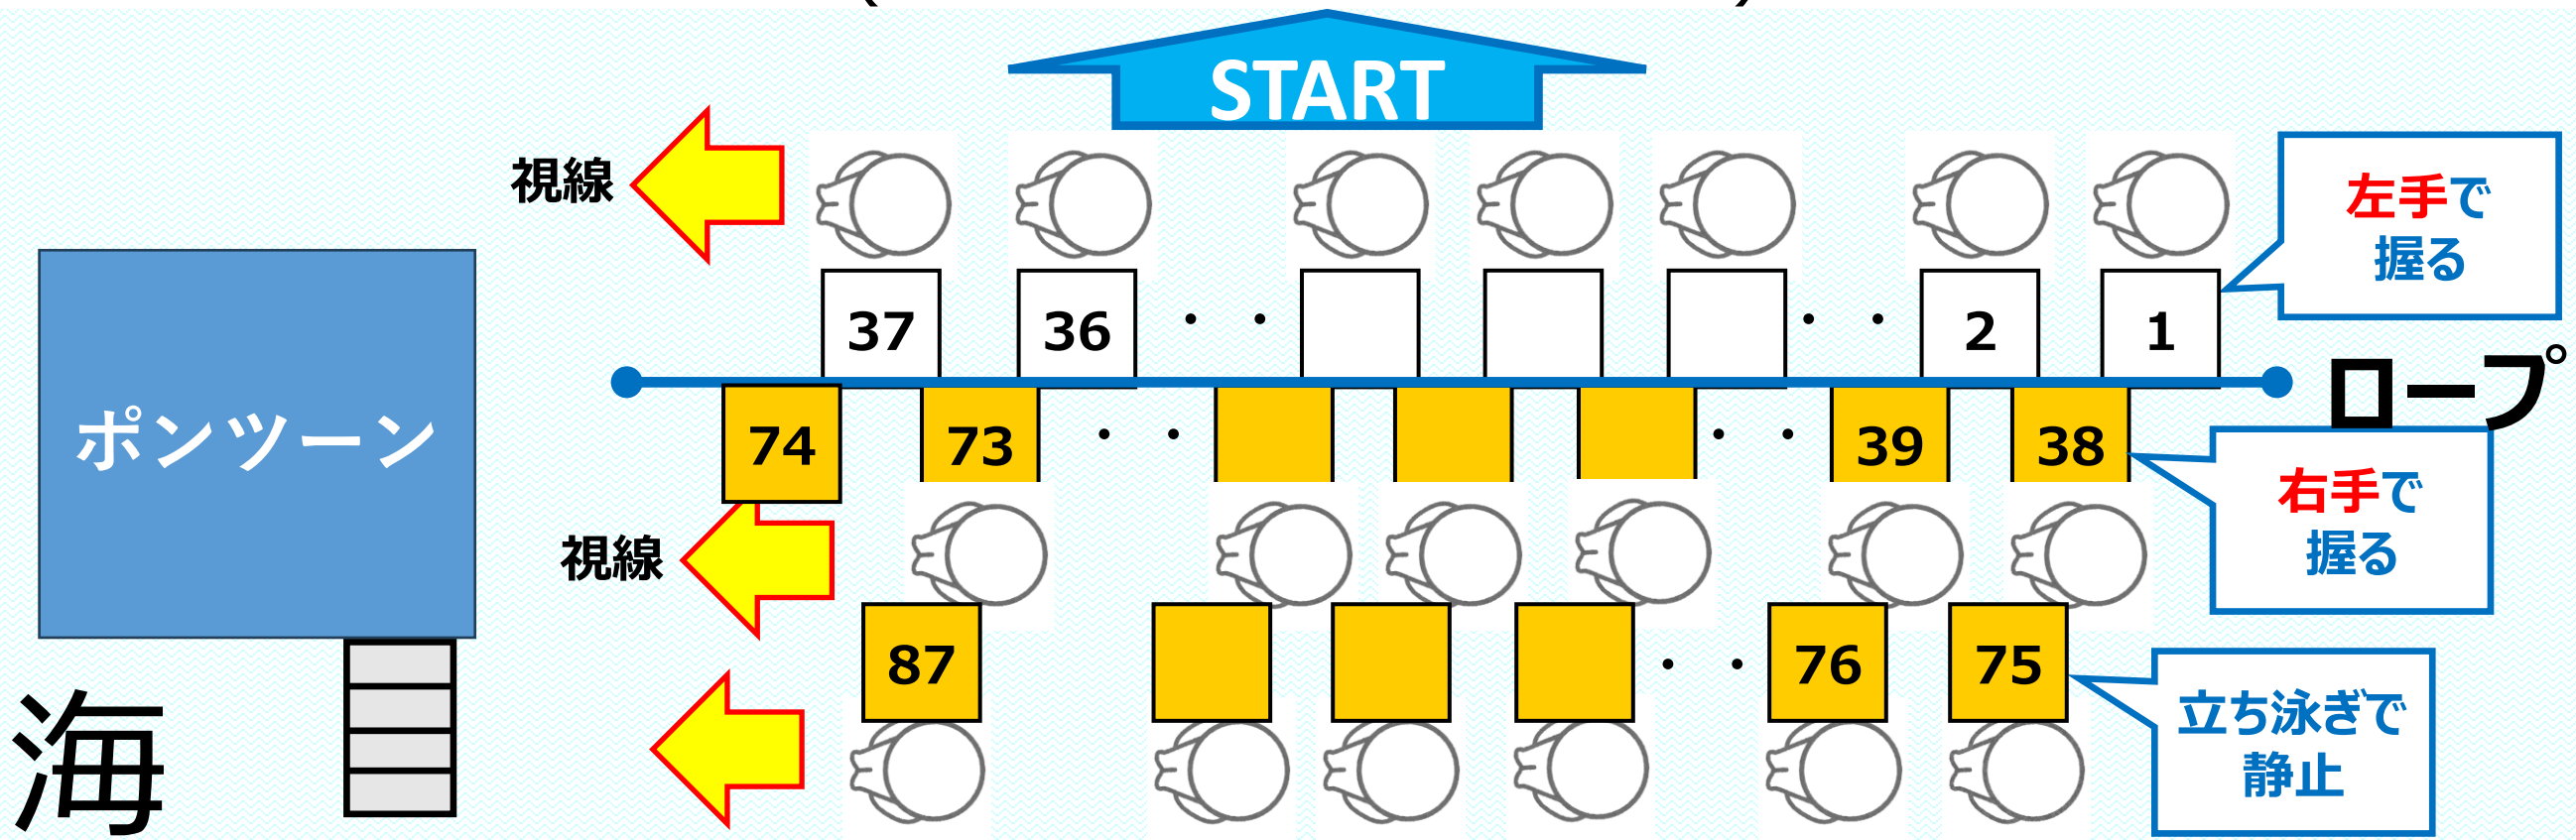 START
視線
左手で
握る
37 36 ・ ・ ・ ・ 2 1
ロープ
ポンツーン
74 73 ・ ・ ・ ・ 39 38
右手で
握る
視線
87 ・ ・ 76 75
立ち泳ぎで
静止
海